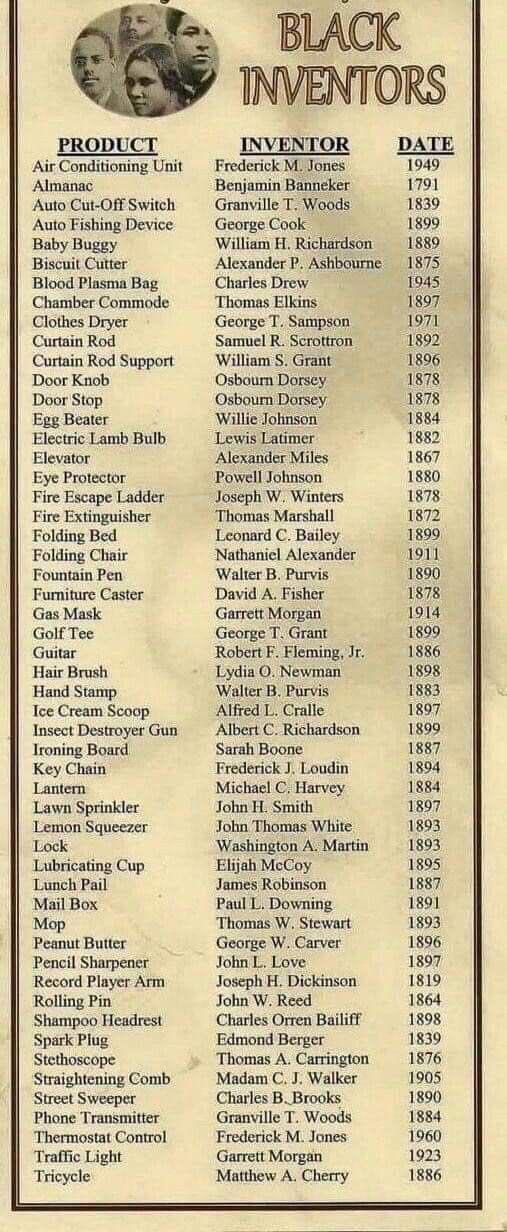 BLACK
INVENTORS
PRODUCT INVENTOR DATE
Air Conditioning Unit Frederick M. Jones 1949
Almanac Benjamin Banneker 1791
Auto Cut-Off Switch Granville T. Woods 1839
Auto Fishing Device George Cook 1899
Baby Buggy William H. Richardson 1889
Biscuit Cutter Alexander P. Ashbourne 1875
Blood Plasma Bag Charles Drew 1945
Chamber Commode Thomas Elkins 1897
Clothes Dryer George T. Sampson 1971
Curtain Rod Samuel R. Scrottron 1892
Curtain Rod Support William S. Grant 1896
Door Knob Osbourn Dorsey 1878
Door Stop Osbourn Dorsey 1878
Egg Beater Willie Johnson 1884
Electric Lamb Bulb Lewis Latimer 1882
Elevator Alexander Miles 1867
Eye Protector Powell Johnson 1880
Fire Escape Ladder Joseph W. Winters 1878
Fire Extinguisher Thomas Marshall 1872
Folding Bed Leonard C. Bailey 1899
Folding Chair Nathaniel Alexander 1911
Fountain Pen Walter B. Purvis 1890
Furniture Caster David A. Fisher 1878
Gas Mask Garrett Morgan 1914
Golf Tee George T. Grant 1899
Guitar Robert F. Fleming, Jr. 1886
Hair Brush Lydia O. Newman 1898
Hand Stamp Walter B. Purvis 1883
Ice Cream Scoop Alfred L. Cralle 1897
Insect Destroyer Gun Albert C. Richardson 1899
Ironing Board Sarah Boone 1887
Key Chain Frederick J. Loudin 1894
Lantern Michael C. Harvey 1884
Lawn Sprinkler John H. Smith 1897
Lemon Squeezer John Thomas White 1893
Lock Washington A. Martin 1893
Lubricating Cup Elijah McCoy 1895
Lunch Pail James Robinson 1887
Mail Box Paul L. Downing 1891
Mop Thomas W. Stewart 1893
Peanut Butter George W. Carver 1896
Pencil Sharpener John L. Love 1897
Record Player Arm Joseph H. Dickinson 1819
Rolling Pin John W. Reed 1864
Shampoo Headrest Charles Orren Bailiff 1898
Spark Plug Edmond Berger 1839
Stethoscope Thomas A. Carrington 1876
Straightening Comb Madam C. J. Walker 1905
Street Sweeper Charles B. Brooks 1890
Phone Transmitter Granville T. Woods 1884
Thermostat Control Frederick M. Jones 1960
Traffic Light Garrett Morgan 1923
Tricycle Matthew A. Cherry 1886